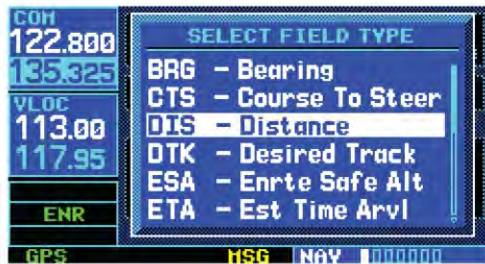 COM
122.800
135.325
VLOC
113.00
117.95
ENR
GPS
SELECT FIELD TYPE
BRG - Bearing
CTS - Course To Steer
DIS - Distance
DTK - Desired Track
ESA - Enrte Safe Alt
ETA - Est Time Arvl
MSG
NAV